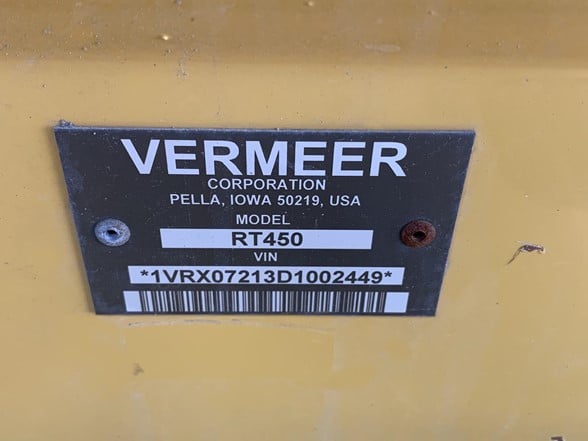 VERMEER
CORPORATION
PELLA, IOWA 50219, USA
MODEL
RT450
VIN
*1VRX07213D1002449*